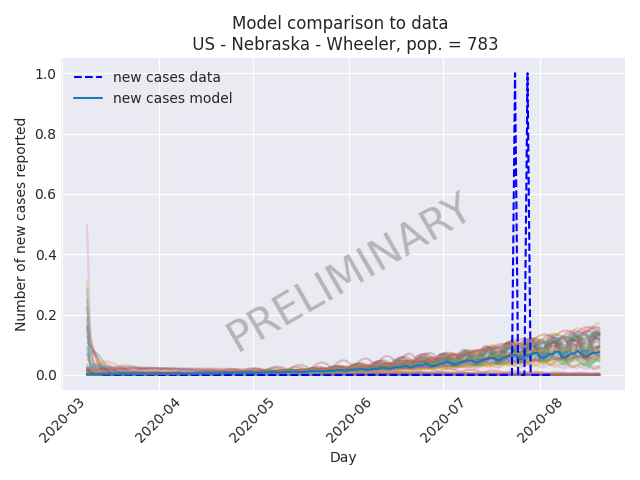 Model comparison to data
US - Nebraska - Wheeler, pop. = 783
new cases data
new cases model
1.0
0.8
0.6
0.4
0.2
0.0
Number of new cases reported
PRELIMINARY
2020-03
2020-04
2020-05
2020-06
2020-07
2020-08
Day